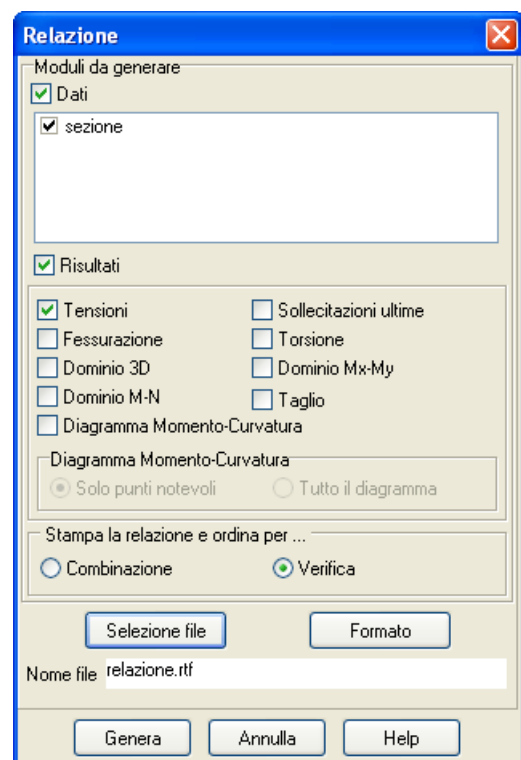 Relazione
Moduli da generare
Dati
sezione
Risultati
Tensioni
Sollecitazioni ultime
Fessurazione
Torsione
Dominio 3D
Dominio Mx-My
Dominio M-N
Taglio
Diagramma Momento-Curvatura
Diagramma Momento-Curvatura
Solo punti notevoli
Tutto il diagramma
Stampa la relazione e ordina per ...
Combinazione
Verifica
Selezione file
Formato
Nome file
relazione.rtf
Genera
Annulla
Help